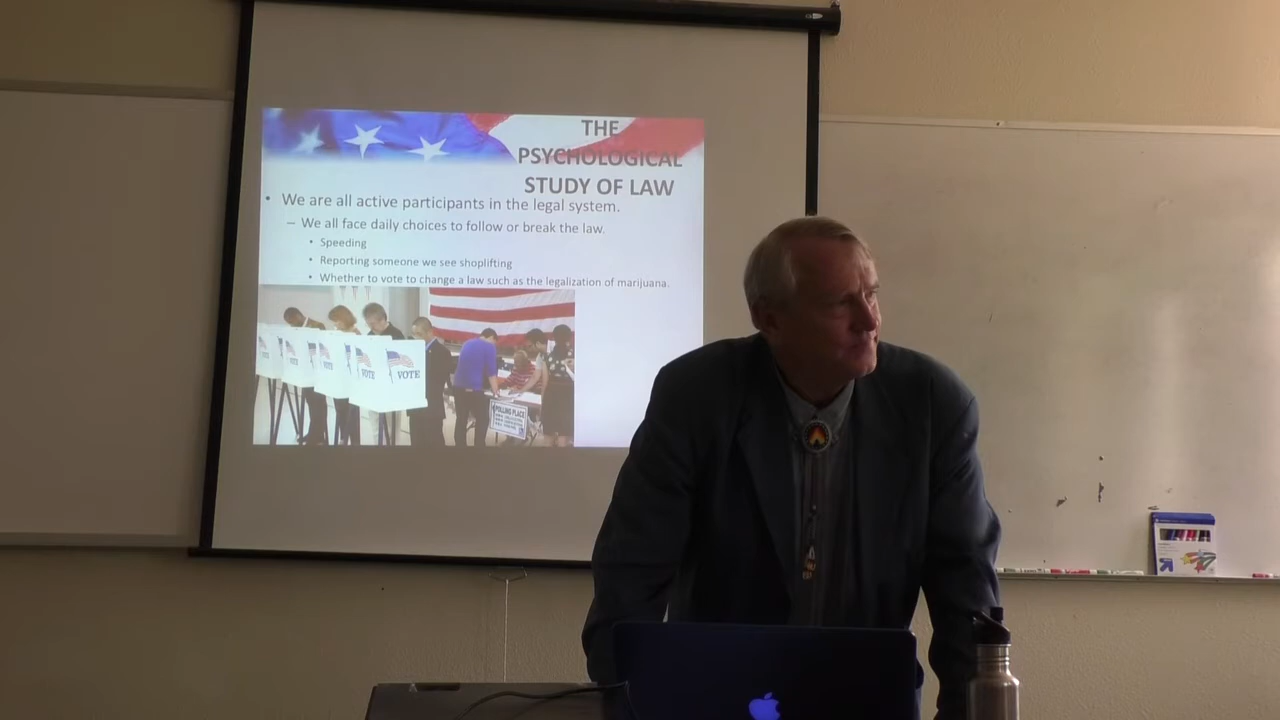 THE
PSYCHOLOGICAL
STUDY OF LAW
• We are all active participants in the legal system.
– We all face daily choices to follow or break the law.
• Speeding
• Reporting someone we see shoplifting
• Whether to vote to change a law such as the legalization of marijuana.
VOTE
VOTE
POLLING PLACE